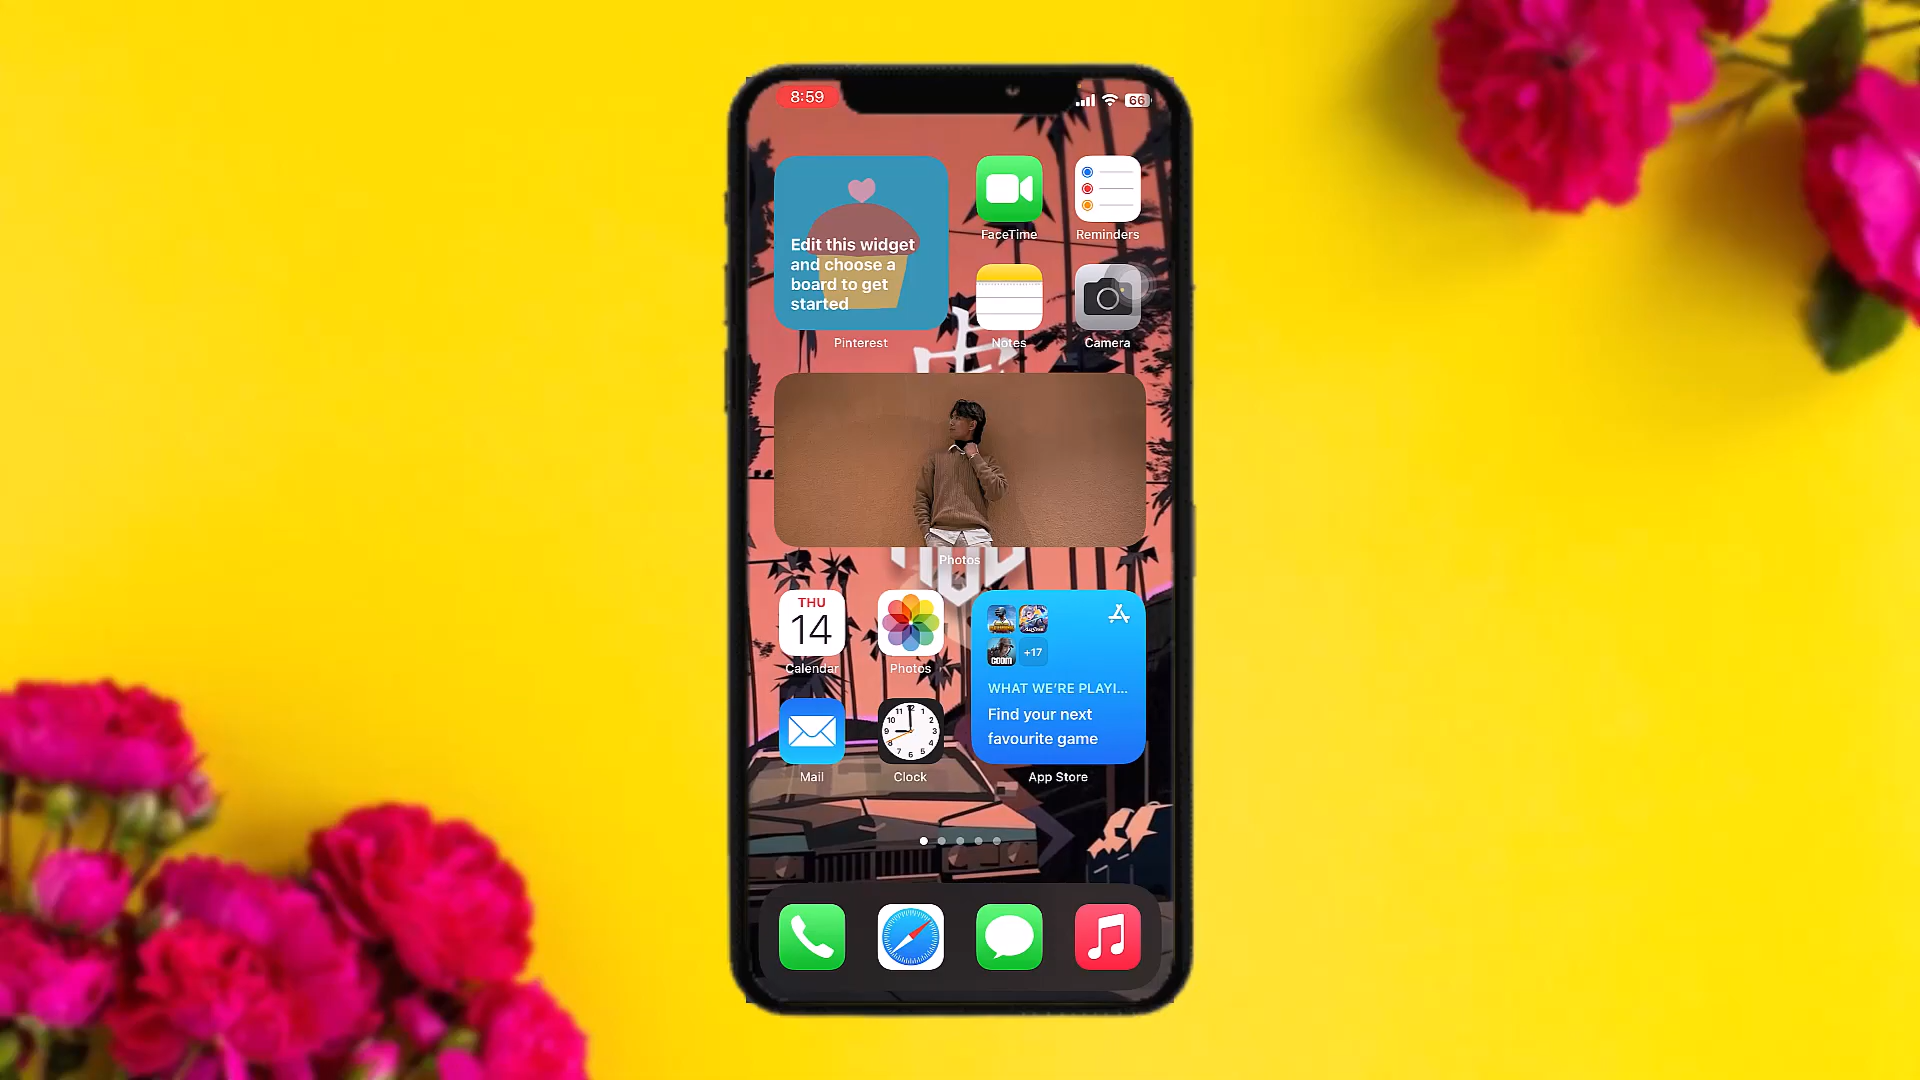 8:59
66
Edit this widget
and choose a
board to get
started
Pinterest
FaceTime
Reminders
Notes
Camera
虎
Photos
THU
14
Calendar
Photos
Mail
Clock
+17
WHAT WE'RE PLAYI...
Find your next
favourite game
App Store